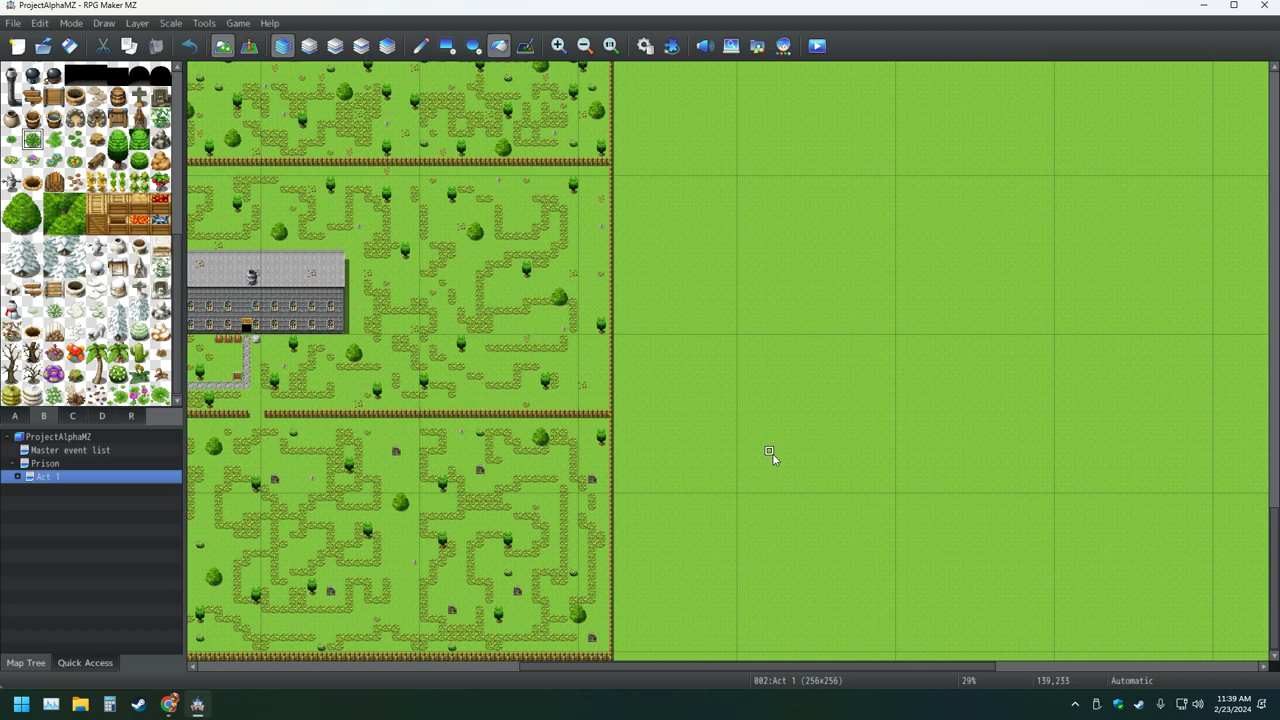 ProjectAlphaMZ - RPG Maker MZ
File Edit Mode Draw Layer Scale Tools Game Help
A B C D R
ProjectAlphaMZ
Master event list
Prison
Act 1
Map Tree Quick Access
002:Act 1 (256x256) 29% 139,233 Automatic
11:39 AM
2/23/2024